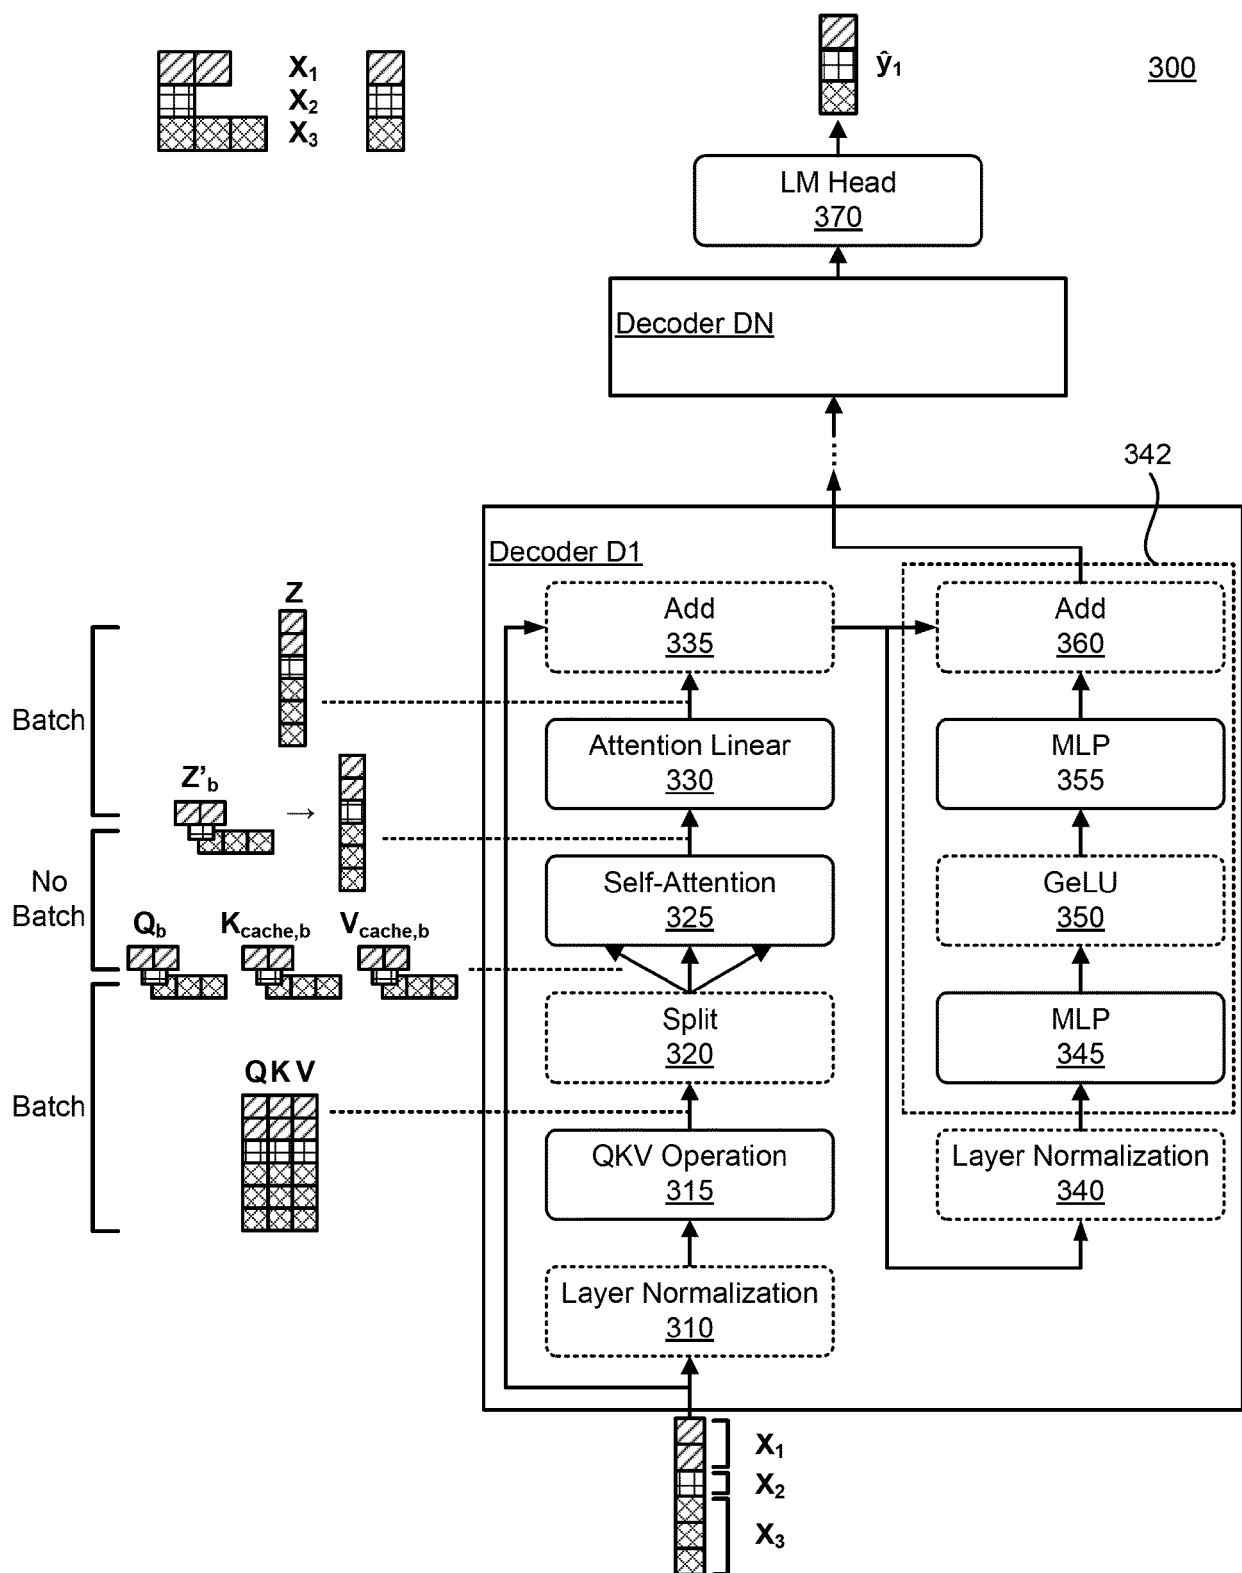 X₁
X₂
X₃
ŷ₁
300
LM Head
370
Decoder DN
342
Decoder D1
Add
335
Attention Linear
330
Self-Attention
325
Split
320
QKV Operation
315
Layer Normalization
310
Add
360
MLP
355
GeLU
350
MLP
345
Layer Normalization
340
Batch
No
Batch
Batch
Z
Z’b
→
Qb
Kcache,b
Vcache,b
Q K V
X₁
X₂
X₃